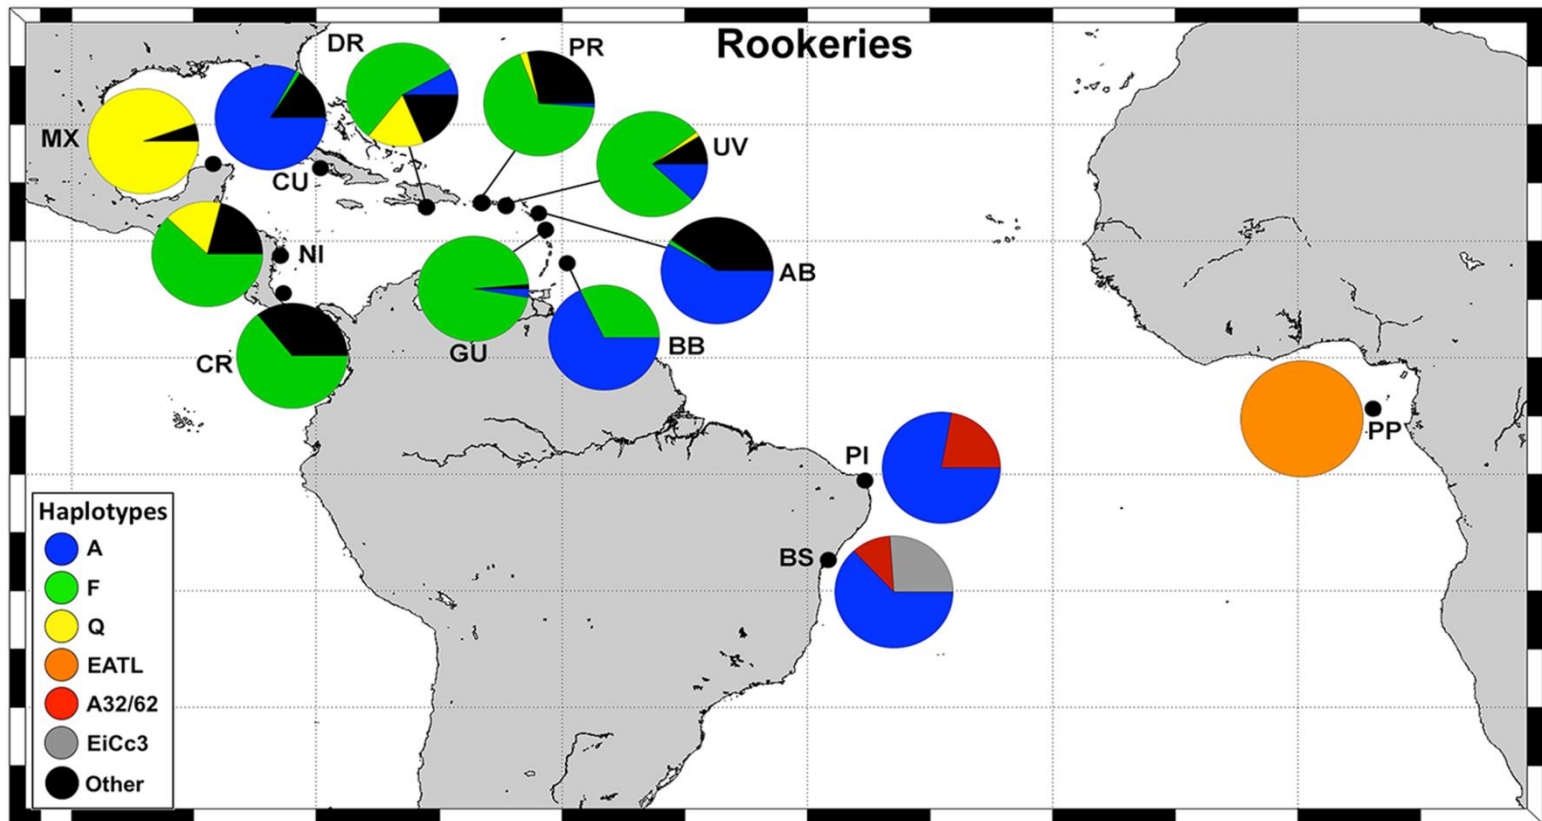 Rookeries
DR
PR
MX
UV
CU
NI
AB
GU
BB
CR
PP
PI
BS
Haplotypes
A
F
Q
EATL
A32/62
EiCc3
Other